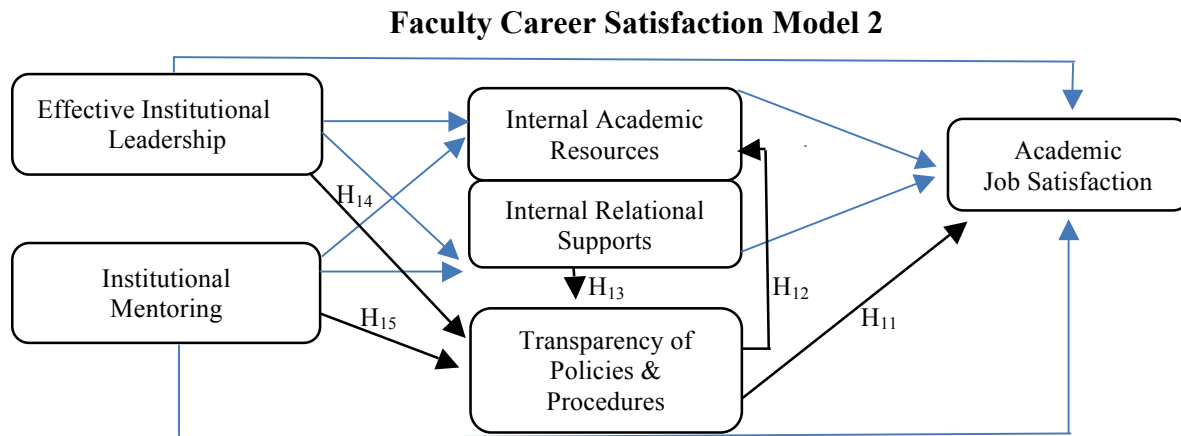 Faculty Career Satisfaction Model 2
Effective Institutional
Leadership
Internal Academic
Resources
Academic
Job Satisfaction
H14
Internal Relational
Supports
Institutional
Mentoring
H13
H12
H15
H11
Transparency of
Policies &
Procedures